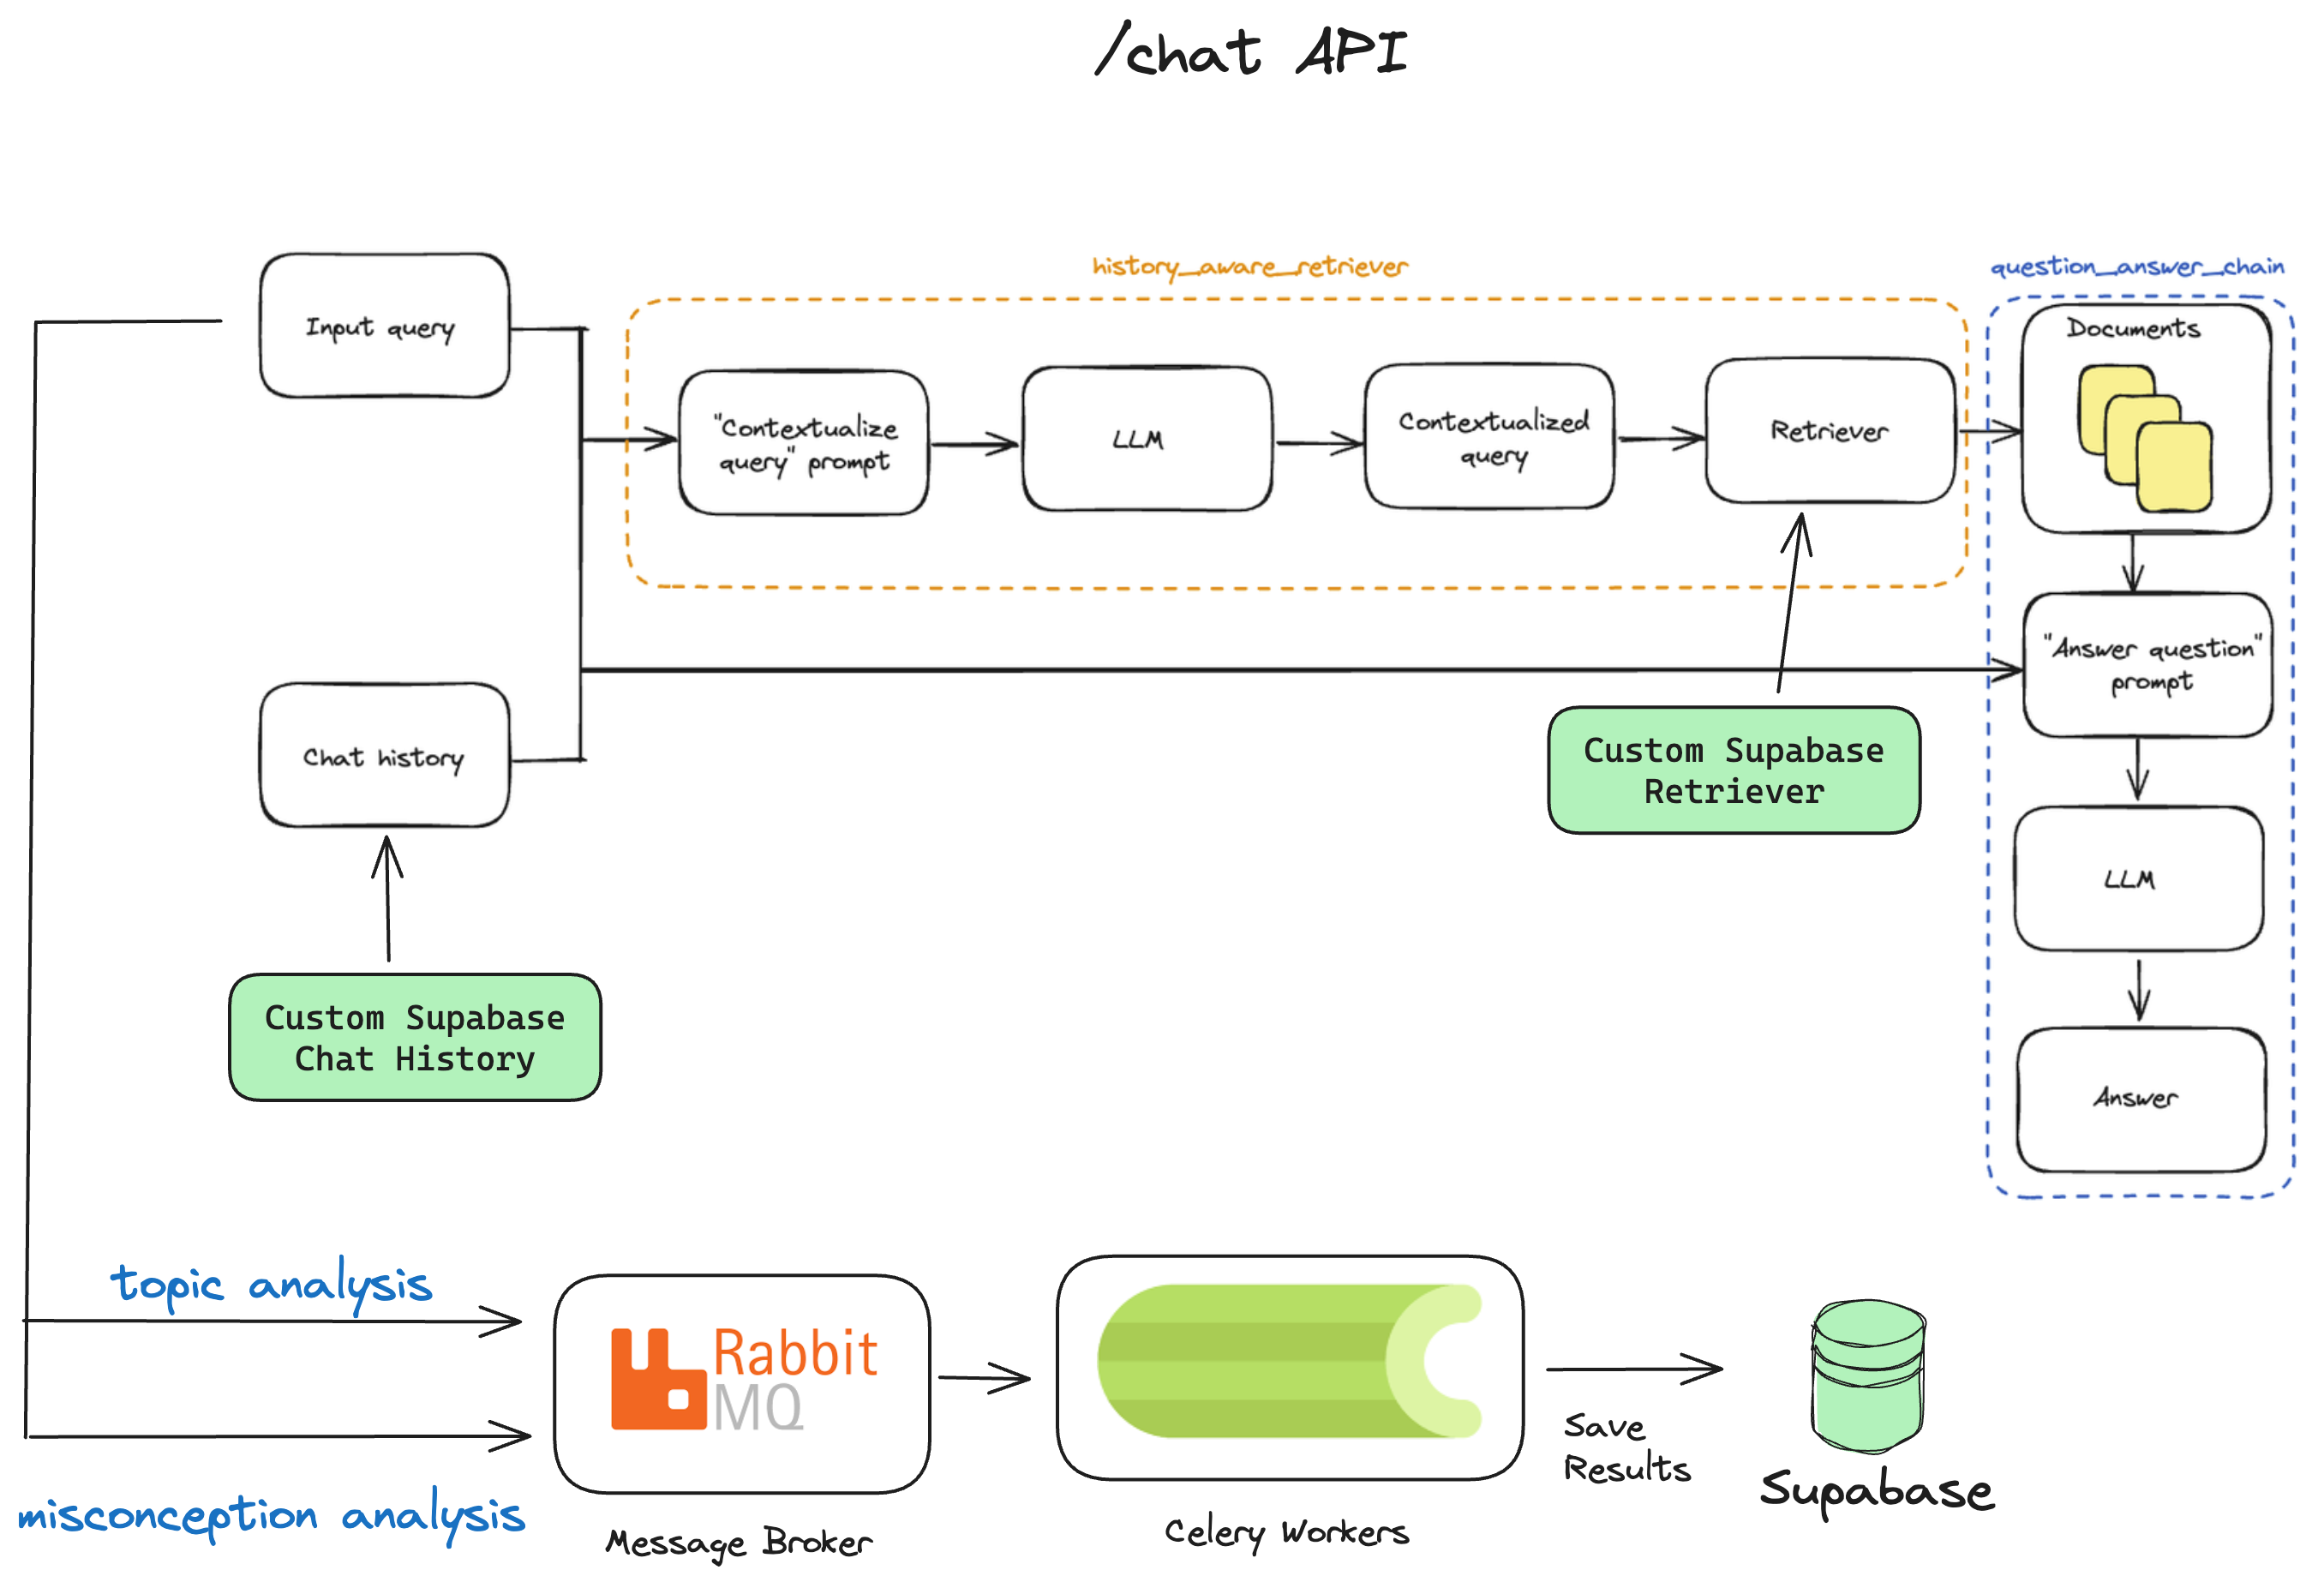 /chat API
history_aware_retriever
question_answer_chain
Input query
"Contextualize
query" prompt
LLM
Contextualized
query
Retriever
Documents
"Answer question"
prompt
Chat history
Custom Supabase
Retriever
LLM
Custom Supabase
Chat History
Answer
topic analysis
misconception analysis
Rabbit
MQ
Message Broker
Celery Workers
Save
Results
Supabase